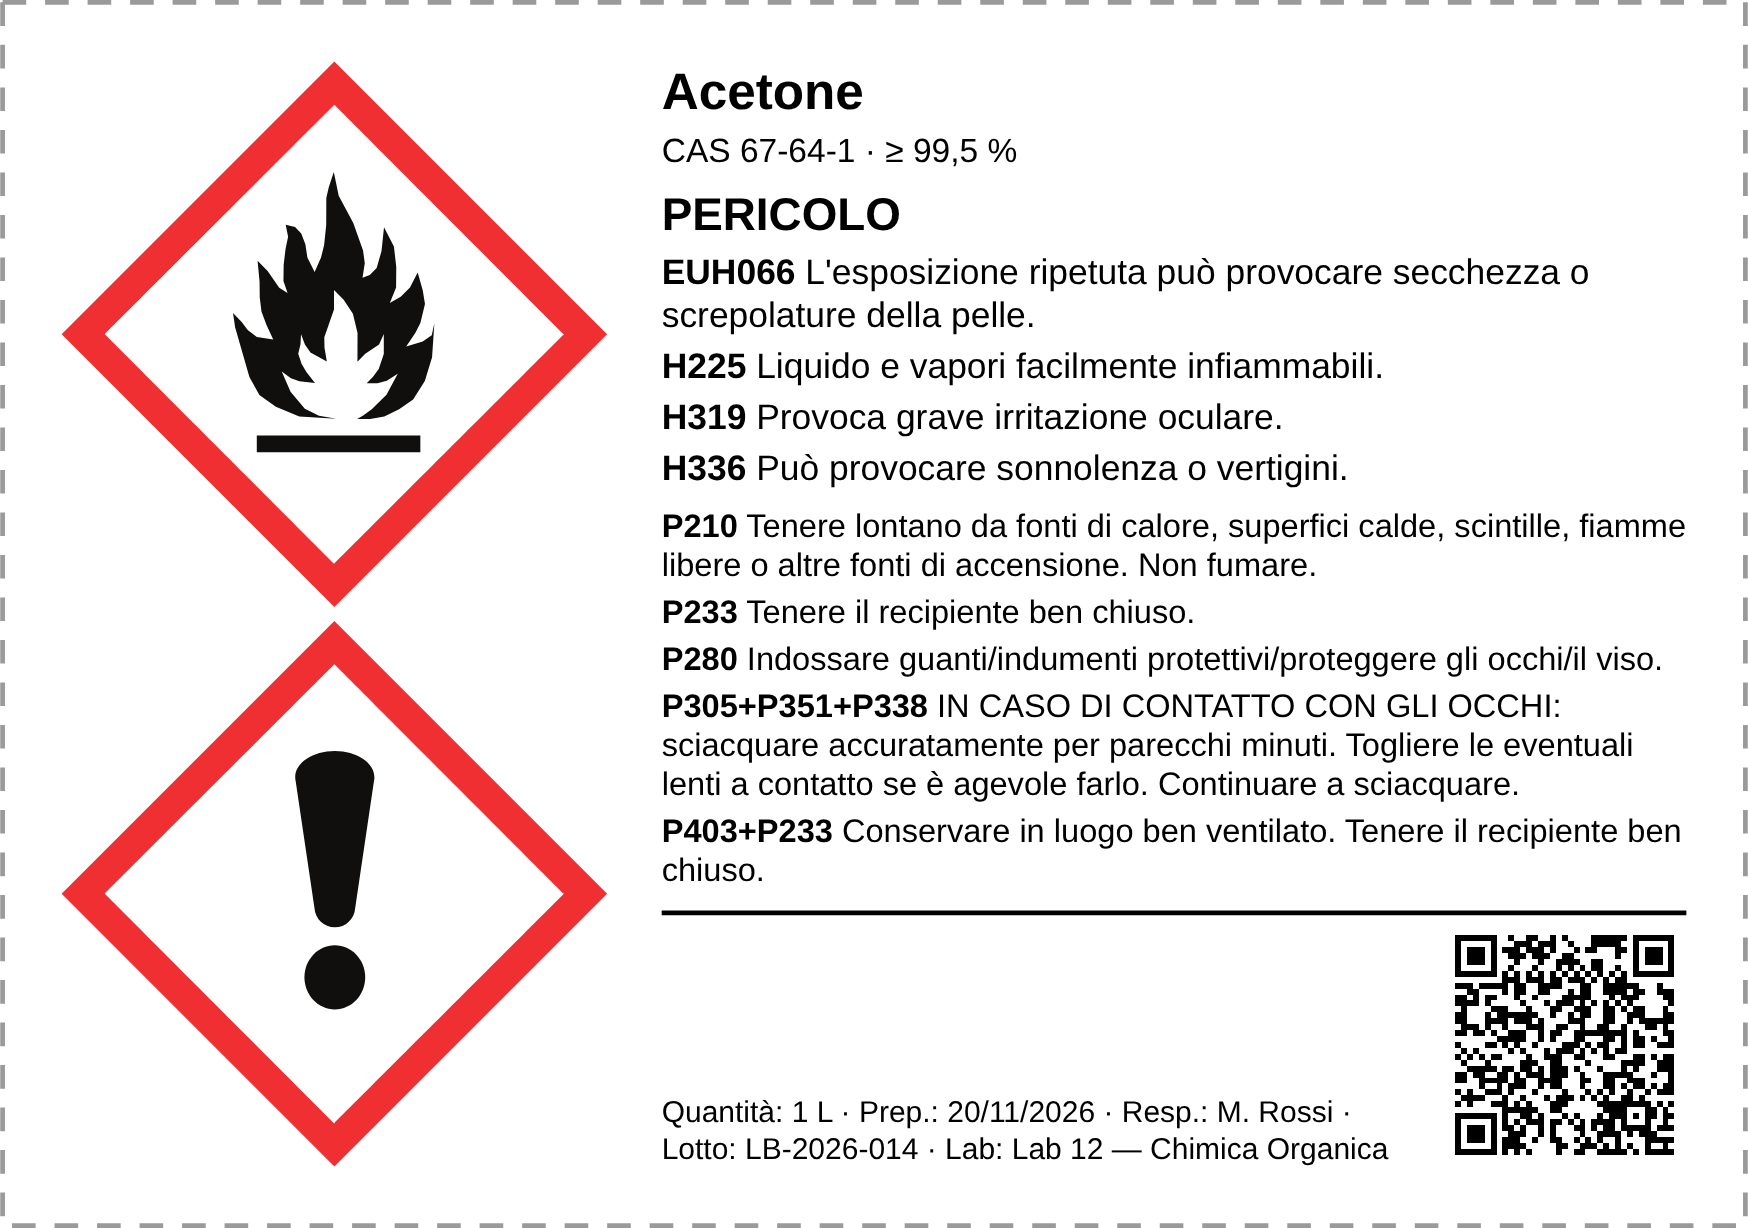 Acetone
CAS 67-64-1 · ≥ 99,5 %
PERICOLO
EUH066 L'esposizione ripetuta può provocare secchezza o
screpolature della pelle.
H225 Liquido e vapori facilmente infiammabili.
H319 Provoca grave irritazione oculare.
H336 Può provocare sonnolenza o vertigini.
P210 Tenere lontano da fonti di calore, superfici calde, scintille, fiamme
libere o altre fonti di accensione. Non fumare.
P233 Tenere il recipiente ben chiuso.
P280 Indossare guanti/indumenti protettivi/proteggere gli occhi/il viso.
P305+P351+P338 IN CASO DI CONTATTO CON GLI OCCHI:
sciacquare accuratamente per parecchi minuti. Togliere le eventuali
lenti a contatto se è agevole farlo. Continuare a sciacquare.
P403+P233 Conservare in luogo ben ventilato. Tenere il recipiente ben
chiuso.
Quantità: 1 L · Prep.: 20/11/2026 · Resp.: M. Rossi ·
Lotto: LB-2026-014 · Lab: Lab 12 — Chimica Organica